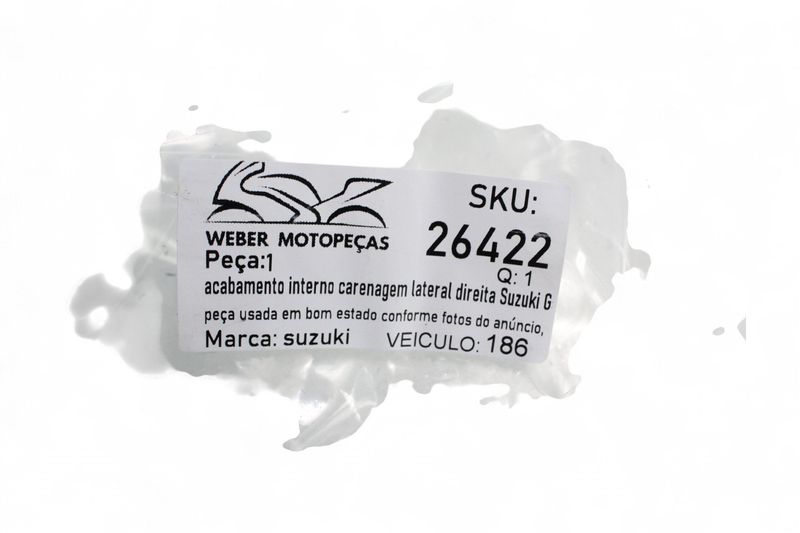 SKU:
26422
WEBER MOTOPEÇAS
Peça:1
Q: 1
acabamento interno carenagem lateral direita Suzuki G
peça usada em bom estado conforme fotos do anúncio,
Marca: suzuki VEICULO: 186